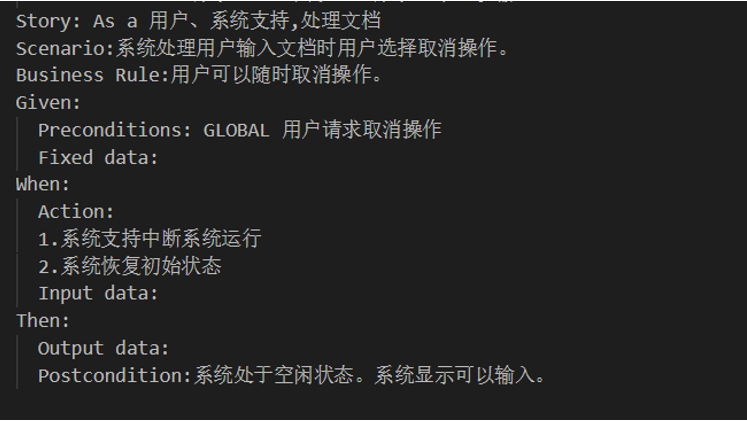 Story: As a 用户、系统支持,处理文档
Scenario:系统处理用户输入文档时用户选择取消操作。
Business Rule:用户可以随时取消操作。
Given:
Preconditions: GLOBAL 用户请求取消操作
Fixed data:
When:
Action:
1.系统支持中断系统运行
2.系统恢复初始状态
Input data:
Then:
Output data:
Postcondition:系统处于空闲状态。系统显示可以输入。